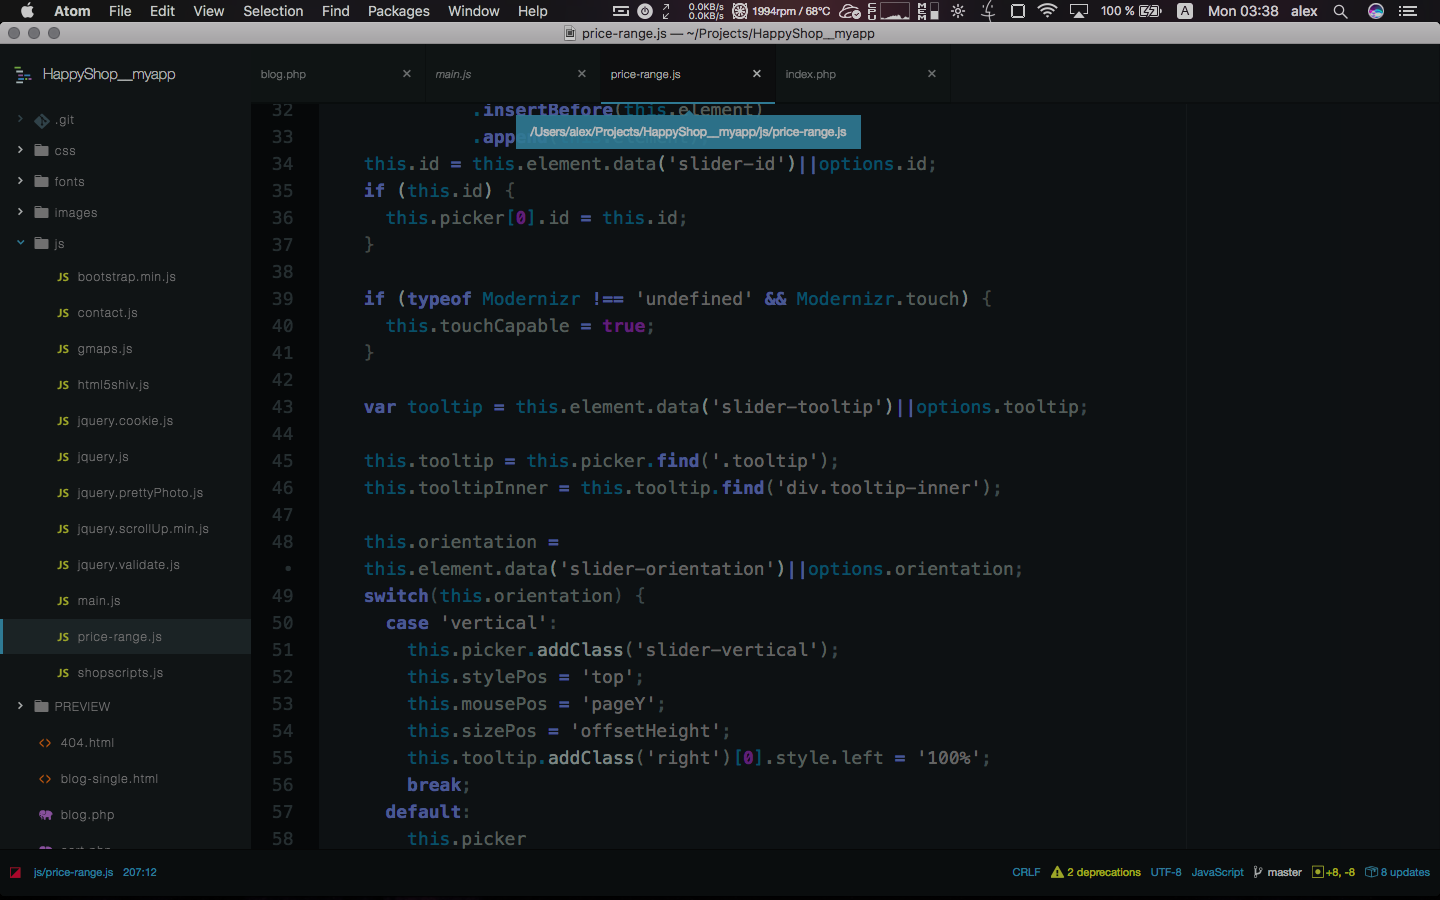 Atom File Edit View Selection Find Packages Window Help 0.0KB/s 0.0KB/s 1994rpm / 68°C CPU MEM 100 % A Mon 03:38 alex
price-range.js — ~/Projects/HappyShop__myapp
HappyShop__myapp
blog.php
main.js
price-range.js
index.php
/Users/alex/Projects/HappyShop__myapp/js/price-range.js
.git
css
fonts
images
js
JS bootstrap.min.js
JS contact.js
JS gmaps.js
JS html5shiv.js
JS jquery.cookie.js
JS jquery.js
JS jquery.prettyPhoto.js
JS jquery.scrollUp.min.js
JS jquery.validate.js
JS main.js
JS price-range.js
JS shopscripts.js
PREVIEW
<> 404.html
<> blog-single.html
blog.php
32 .insertBefore(this.element)
33 .app
34 this.id = this.element.data('slider-id')||options.id;
35 if (this.id) {
36 this.picker[0].id = this.id;
37 }
38
39 if (typeof Modernizr !== 'undefined' && Modernizr.touch) {
40 this.touchCapable = true;
41 }
42
43 var tooltip = this.element.data('slider-tooltip')||options.tooltip;
44
45 this.tooltip = this.picker.find('.tooltip');
46 this.tooltipInner = this.tooltip.find('div.tooltip-inner');
47
48 this.orientation =
• this.element.data('slider-orientation')||options.orientation;
49 switch(this.orientation) {
50 case 'vertical':
51 this.picker.addClass('slider-vertical');
52 this.stylePos = 'top';
53 this.mousePos = 'pageY';
54 this.sizePos = 'offsetHeight';
55 this.tooltip.addClass('right')[0].style.left = '100%';
56 break;
57 default:
58 this.picker
js/price-range.js 207:12 CRLF 2 deprecations UTF-8 JavaScript master +8, -8 8 updates